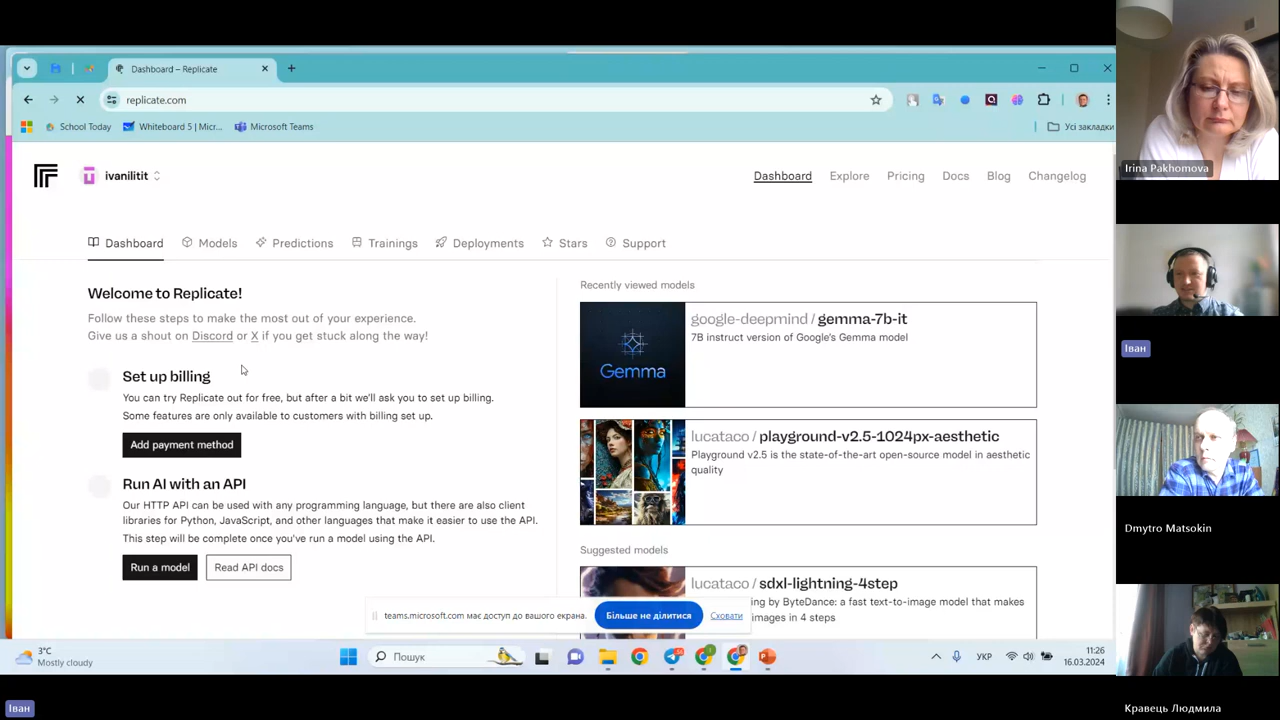 Dashboard – Replicate
replicate.com
School Today
Whiteboard 5 | Micr...
Microsoft Teams
Усі закладки
ivanilitit
Dashboard
Explore
Pricing
Docs
Blog
Changelog
Dashboard
Models
Predictions
Trainings
Deployments
Stars
Support
Welcome to Replicate!
Follow these steps to make the most out of your experience.
Give us a shout on Discord or X if you get stuck along the way!
Set up billing
You can try Replicate out for free, but after a bit we'll ask you to set up billing.
Some features are only available to customers with billing set up.
Add payment method
Run AI with an API
Our HTTP API can be used with any programming language, but there are also client
libraries for Python, JavaScript, and other languages that make it easier to use the API.
This step will be complete once you've run a model using the API.
Run a model
Read API docs
Recently viewed models
Gemma
google-deepmind / gemma-7b-it
7B instruct version of Google's Gemma model
lucataco / playground-v2.5-1024px-aesthetic
Playground v2.5 is the state-of-the-art open-source model in aesthetic
quality
Suggested models
lucataco / sdxl-lightning-4step
ing by ByteDance: a fast text-to-image model that makes
images in 4 steps
teams.microsoft.com має доступ до вашого екрана.
Більше не ділитися
Сховати
3°C
Mostly cloudy
Пошук
УКР
11:26
16.03.2024
Irina Pakhomova
Іван
Dmytro Matsokin
Кравець Людмила
Іван